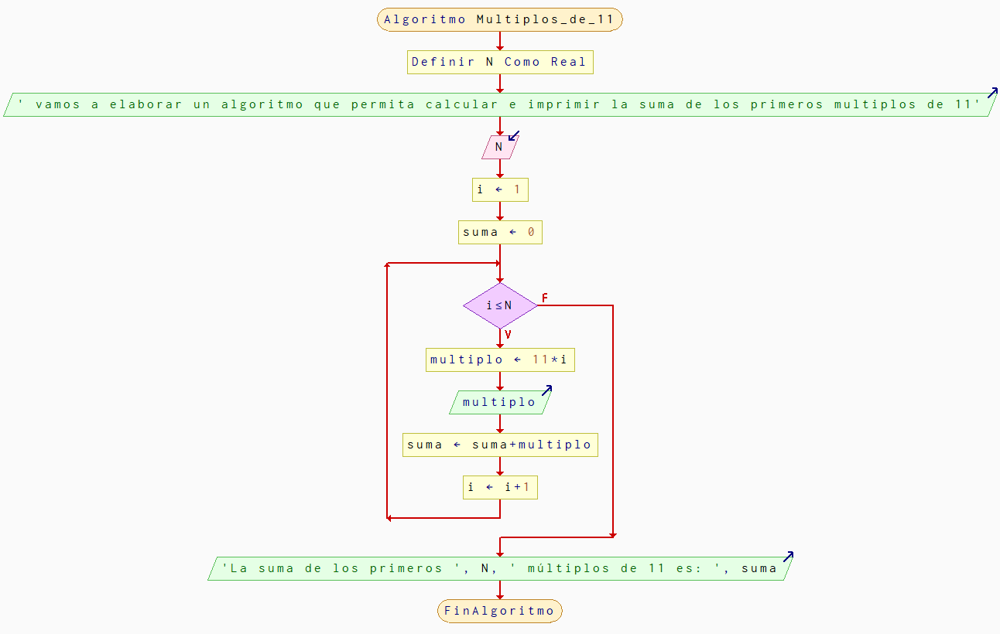 Algoritmo Multiplos_de_11
Definir N Como Real
' vamos a elaborar un algoritmo que permita calcular e imprimir la suma de los primeros multiplos de 11'
N
i ← 1
suma ← 0
i≤N
F
V
multiplo ← 11*i
multiplo
suma ← suma+multiplo
i ← i+1
'La suma de los primeros ', N, ' múltiplos de 11 es: ', suma
FinAlgoritmo